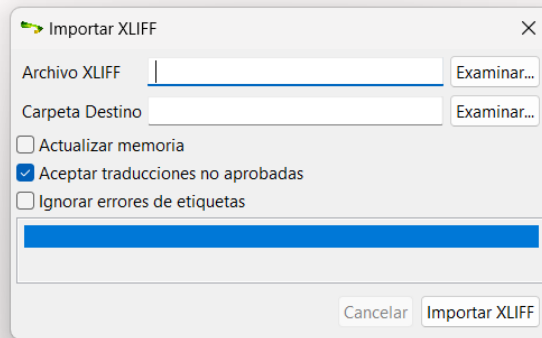 Importar XLIFF
Archivo XLIFF Examinar...
Carpeta Destino Examinar...
Actualizar memoria
Aceptar traducciones no aprobadas
Ignorar errores de etiquetas
Cancelar Importar XLIFF